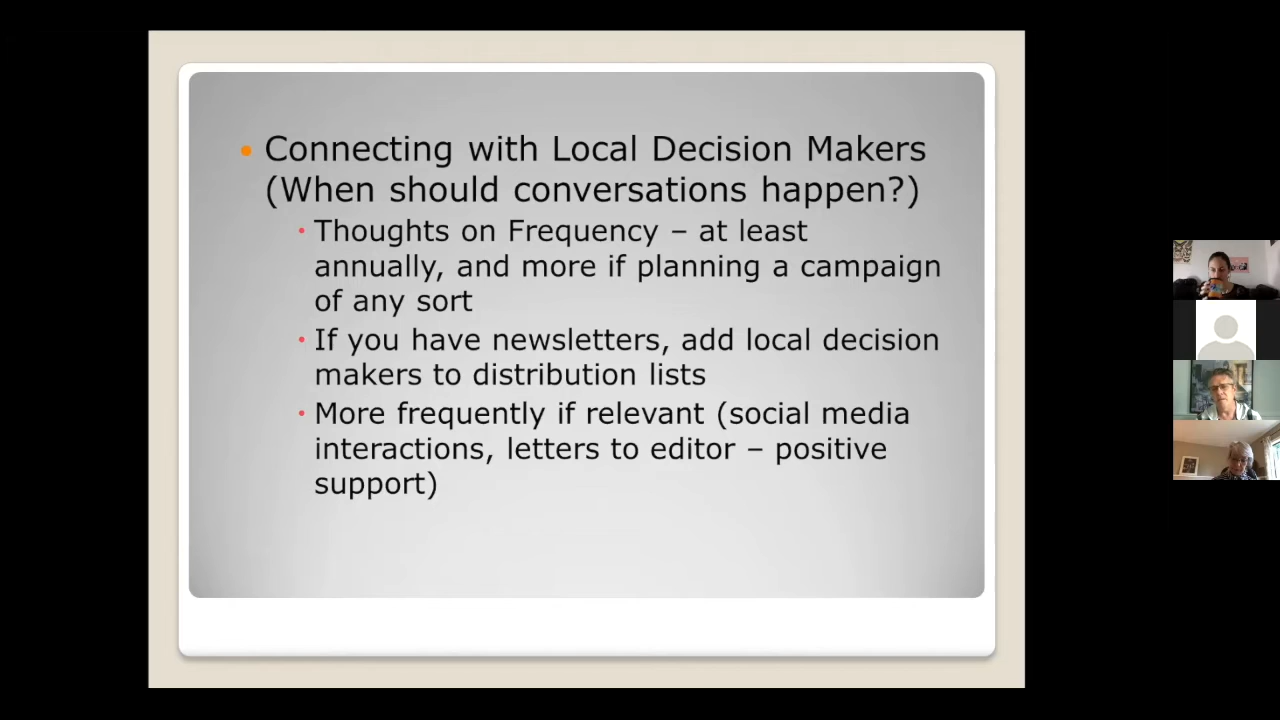 Connecting with Local Decision Makers
(When should conversations happen?)
Thoughts on Frequency – at least
annually, and more if planning a campaign
of any sort
If you have newsletters, add local decision
makers to distribution lists
More frequently if relevant (social media
interactions, letters to editor – positive
support)